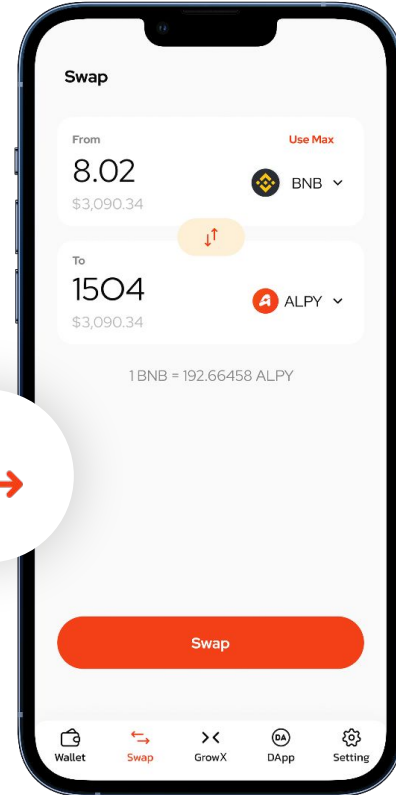 Swap
From
Use Max
8.02
BNB
$3,090.34
To
1504
ALPY
$3,090.34
1 BNB = 192.66458 ALPY
Swap
Wallet
Swap
GrowX
DA
DApp
Setting